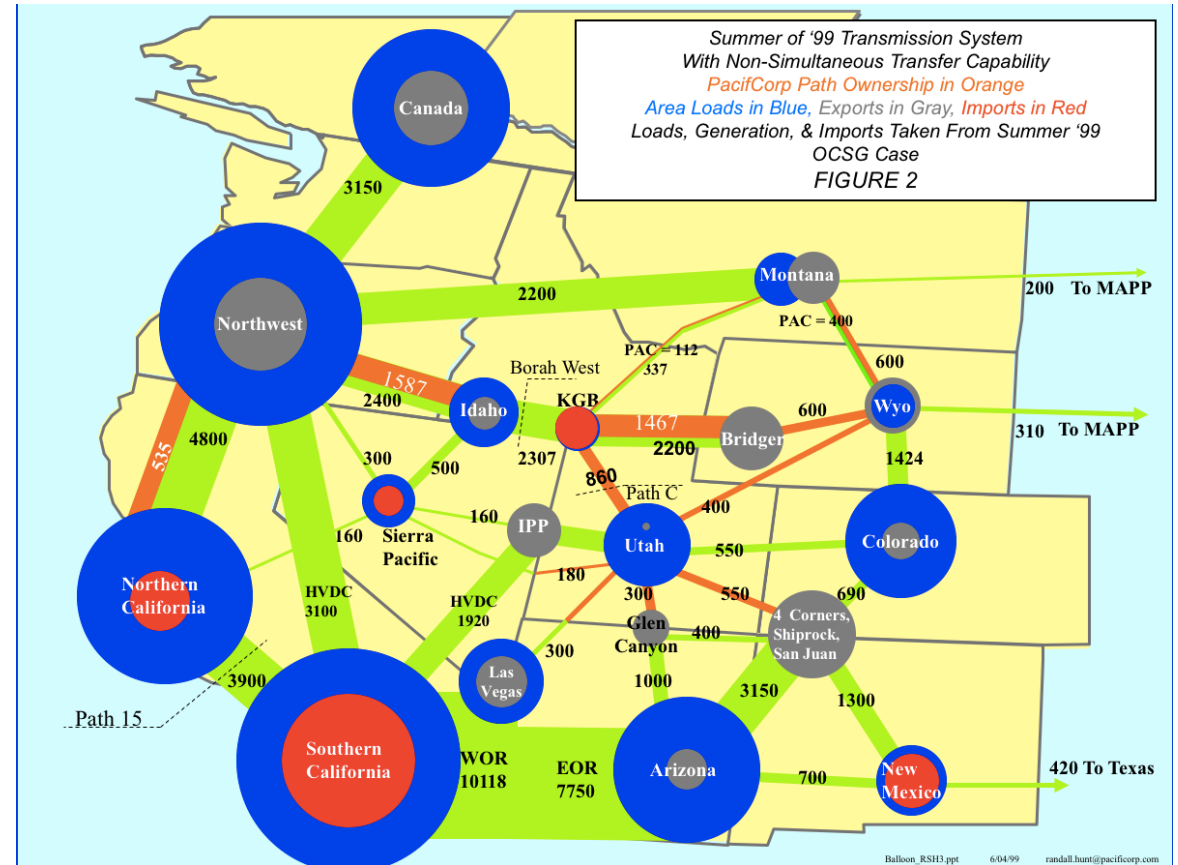 Summer of ‘99 Transmission System
With Non-Simultaneous Transfer Capability
PacifCorp Path Ownership in Orange
Area Loads in Blue, Exports in Gray, Imports in Red
Loads, Generation, & Imports Taken From Summer ‘99
OCSG Case
FIGURE 2
Canada
3150
Northwest
2200
Montana
200 To MAPP
PAC = 400
600
PAC = 112
337
Borah West
KGB
1587
2400
Idaho
1467
2200
Bridger
600
Wyo
310 To MAPP
535
4800
300
500
2307
860
Path C
1424
400
160
Sierra
Pacific
160
IPP
Utah
550
Colorado
180
Northern
California
HVDC
3100
HVDC
1920
300
550
690
Glen
Canyon
400
4 Corners,
Shiprock,
San Juan
300
Las
Vegas
1000
3150
1300
3900
Path 15
Southern
California
WOR
10118
EOR
7750
Arizona
700
New
Mexico
420 To Texas
Balloon_RSH3.ppt 6/04/99 randall.hunt@pacificorp.com